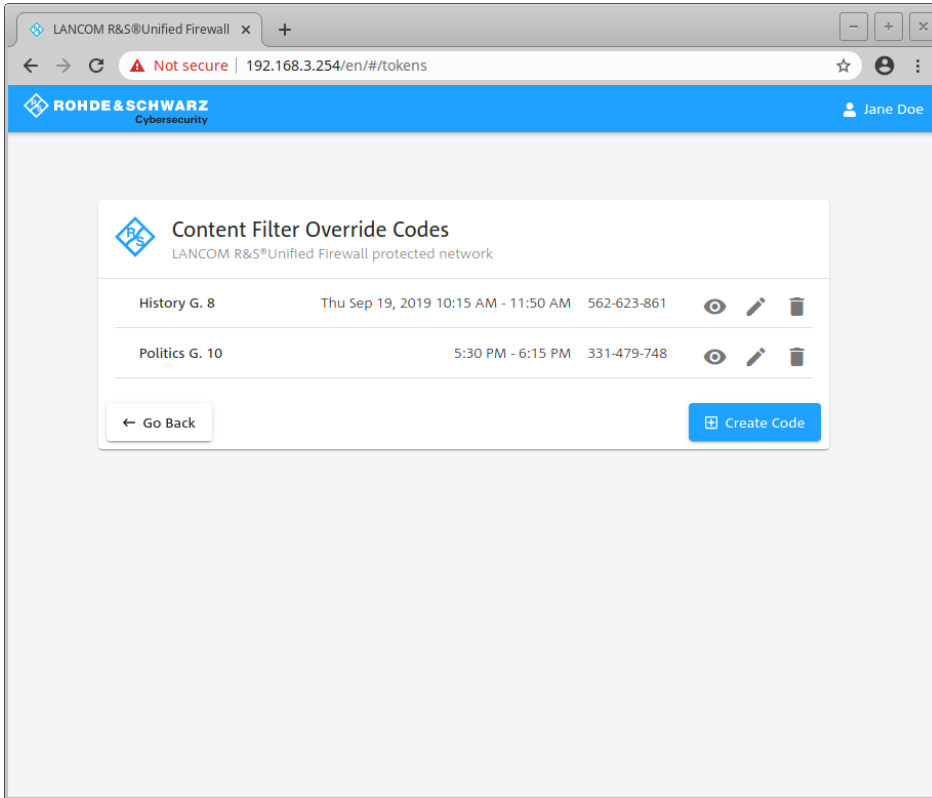 LANCOM R&S®Unified Firewall
Not secure | 192.168.3.254/en/#/tokens
ROHDE&SCHWARZ
Cybersecurity
Jane Doe
R S
Content Filter Override Codes
LANCOM R&S®Unified Firewall protected network
History G. 8 Thu Sep 19, 2019 10:15 AM - 11:50 AM 562-623-861
Politics G. 10 5:30 PM - 6:15 PM 331-479-748
← Go Back
Create Code